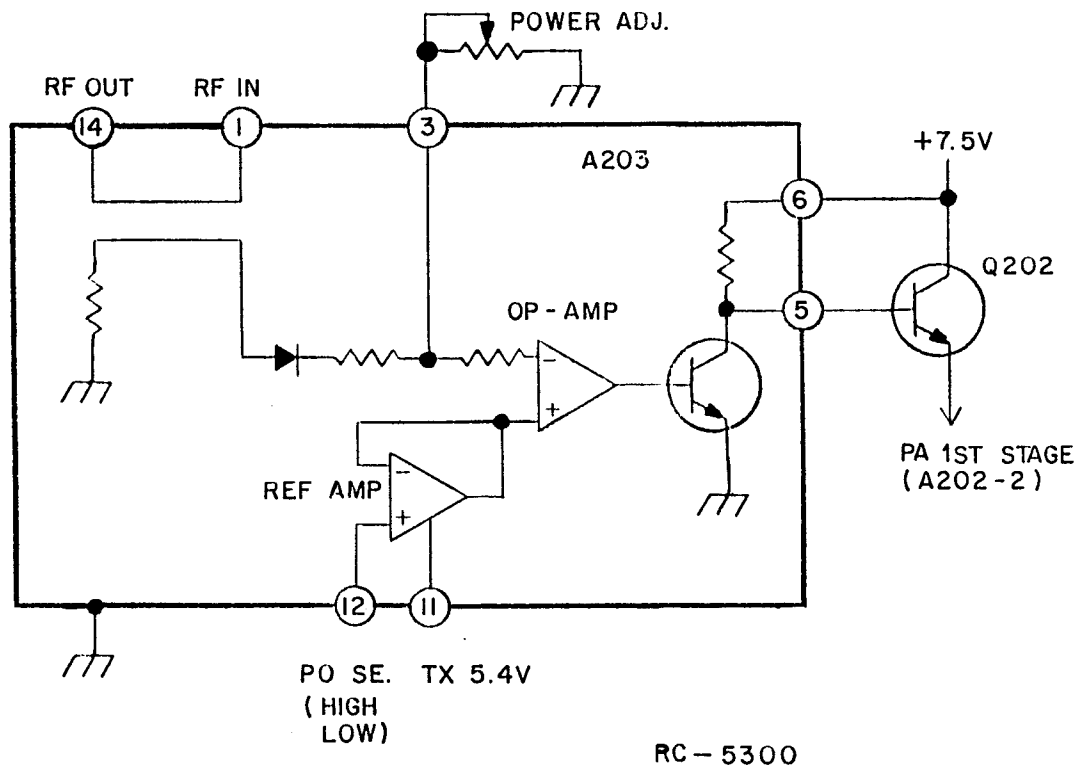 POWER ADJ.
RF OUT
RF IN
14
1
3
A203
+7.5V
6
Q202
OP-AMP
5
-
+
PA 1ST STAGE
(A202-2)
REF AMP
-
+
12
11
PO SE.
TX 5.4V
(HIGH
LOW)
RC-5300